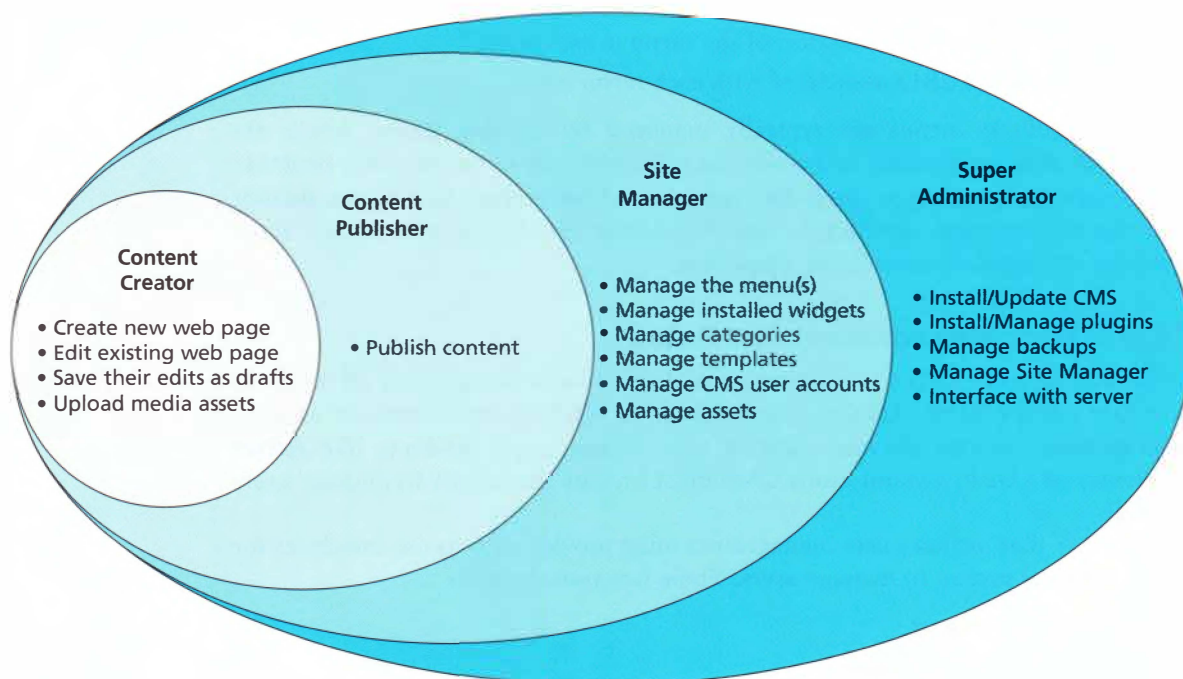 Content
Creator
• Create new web page
• Edit existing web page
• Save their edits as drafts
• Upload media assets
Content
Publisher
• Publish content
Site
Manager
• Manage the menu(s)
• Manage installed widgets
• Manage categories
• Manage templates
• Manage CMS user accounts
• Manage assets
Super
Administrator
• Install/Update CMS
• Install/Manage plugins
• Manage backups
• Manage Site Manager
• Interface with server